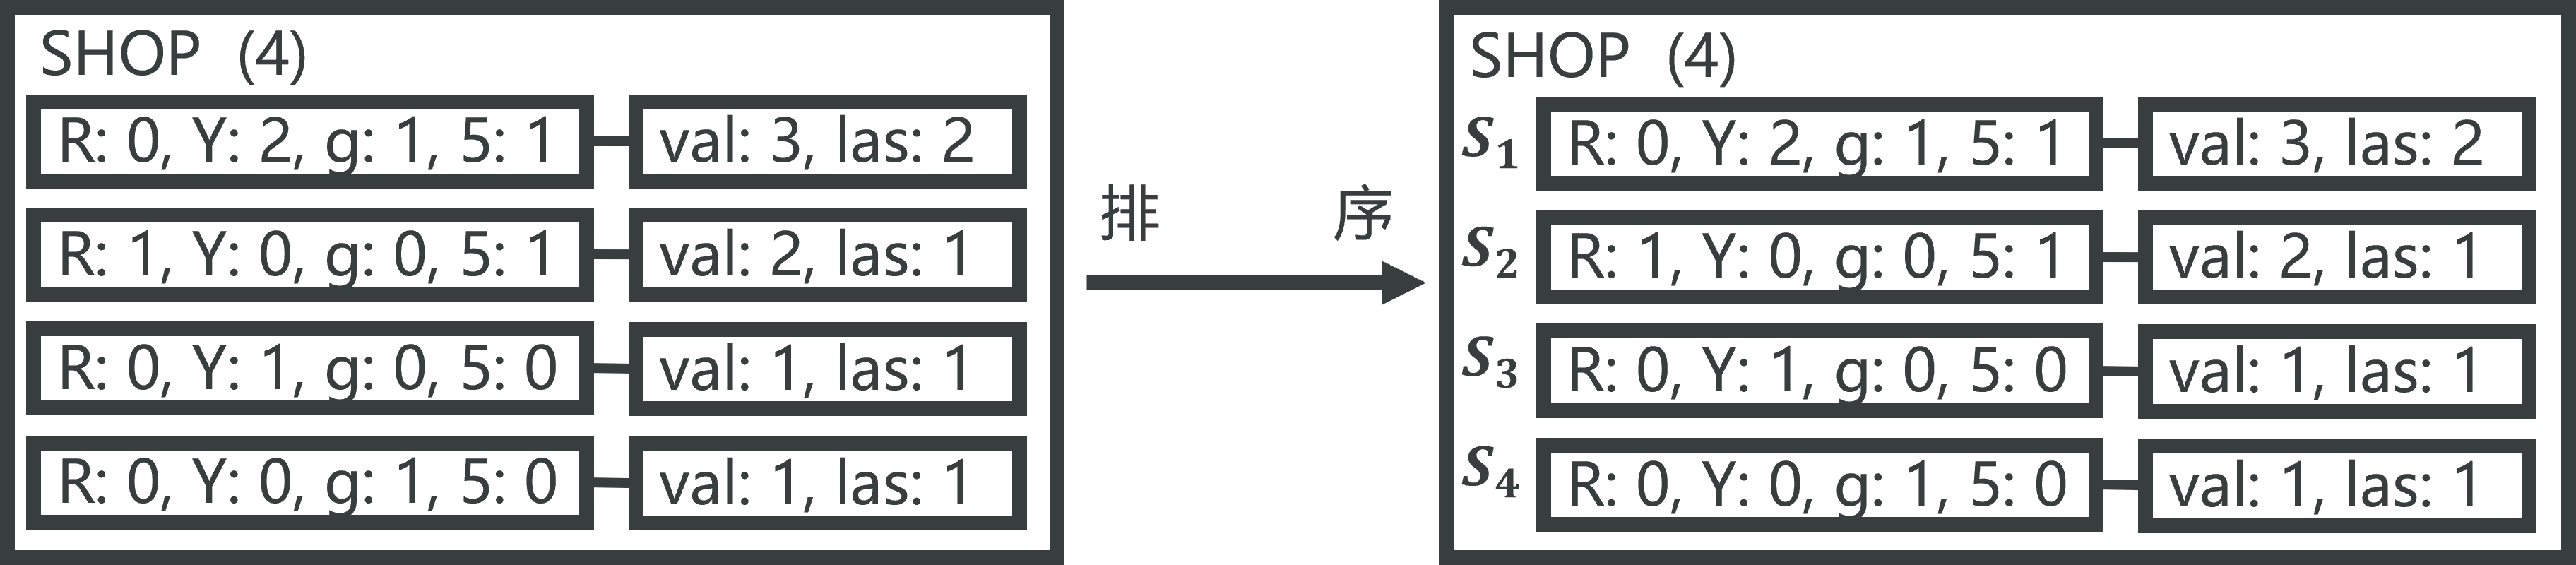 SHOP (4)
R: 0, Y: 2, g: 1, 5: 1 val: 3, las: 2
R: 1, Y: 0, g: 0, 5: 1 val: 2, las: 1
R: 0, Y: 1, g: 0, 5: 0 val: 1, las: 1
R: 0, Y: 0, g: 1, 5: 0 val: 1, las: 1
排 序
SHOP (4)
S₁ R: 0, Y: 2, g: 1, 5: 1 val: 3, las: 2
S₂ R: 1, Y: 0, g: 0, 5: 1 val: 2, las: 1
S₃ R: 0, Y: 1, g: 0, 5: 0 val: 1, las: 1
S₄ R: 0, Y: 0, g: 1, 5: 0 val: 1, las: 1